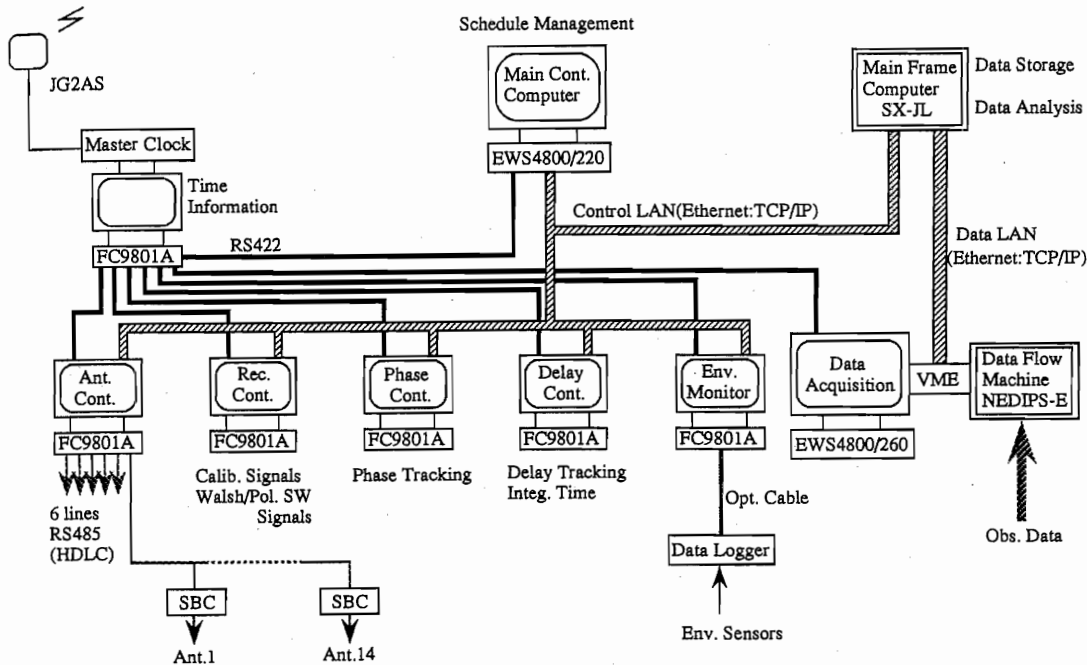 Schedule Management
JG2AS
Master Clock
Time
Information
FC9801A
RS422
Main Cont.
Computer
EWS4800/220
Main Frame
Computer
SX-JL
Data Storage
Data Analysis
Control LAN(Ethernet:TCP/IP)
Data LAN
(Ethernet:TCP/IP)
Ant.
Cont.
FC9801A
Rec.
Cont.
FC9801A
Phase
Cont.
FC9801A
Delay
Cont.
FC9801A
Env.
Monitor
FC9801A
Data
Acquisition
EWS4800/260
VME
Data Flow
Machine
NEDIPS-E
6 lines
RS485
(HDLC)
Calib. Signals
Walsh/Pol. SW
Signals
Phase Tracking
Delay Tracking
Integ. Time
Opt. Cable
Data Logger
Env. Sensors
Obs. Data
SBC
Ant.1
SBC
Ant.14